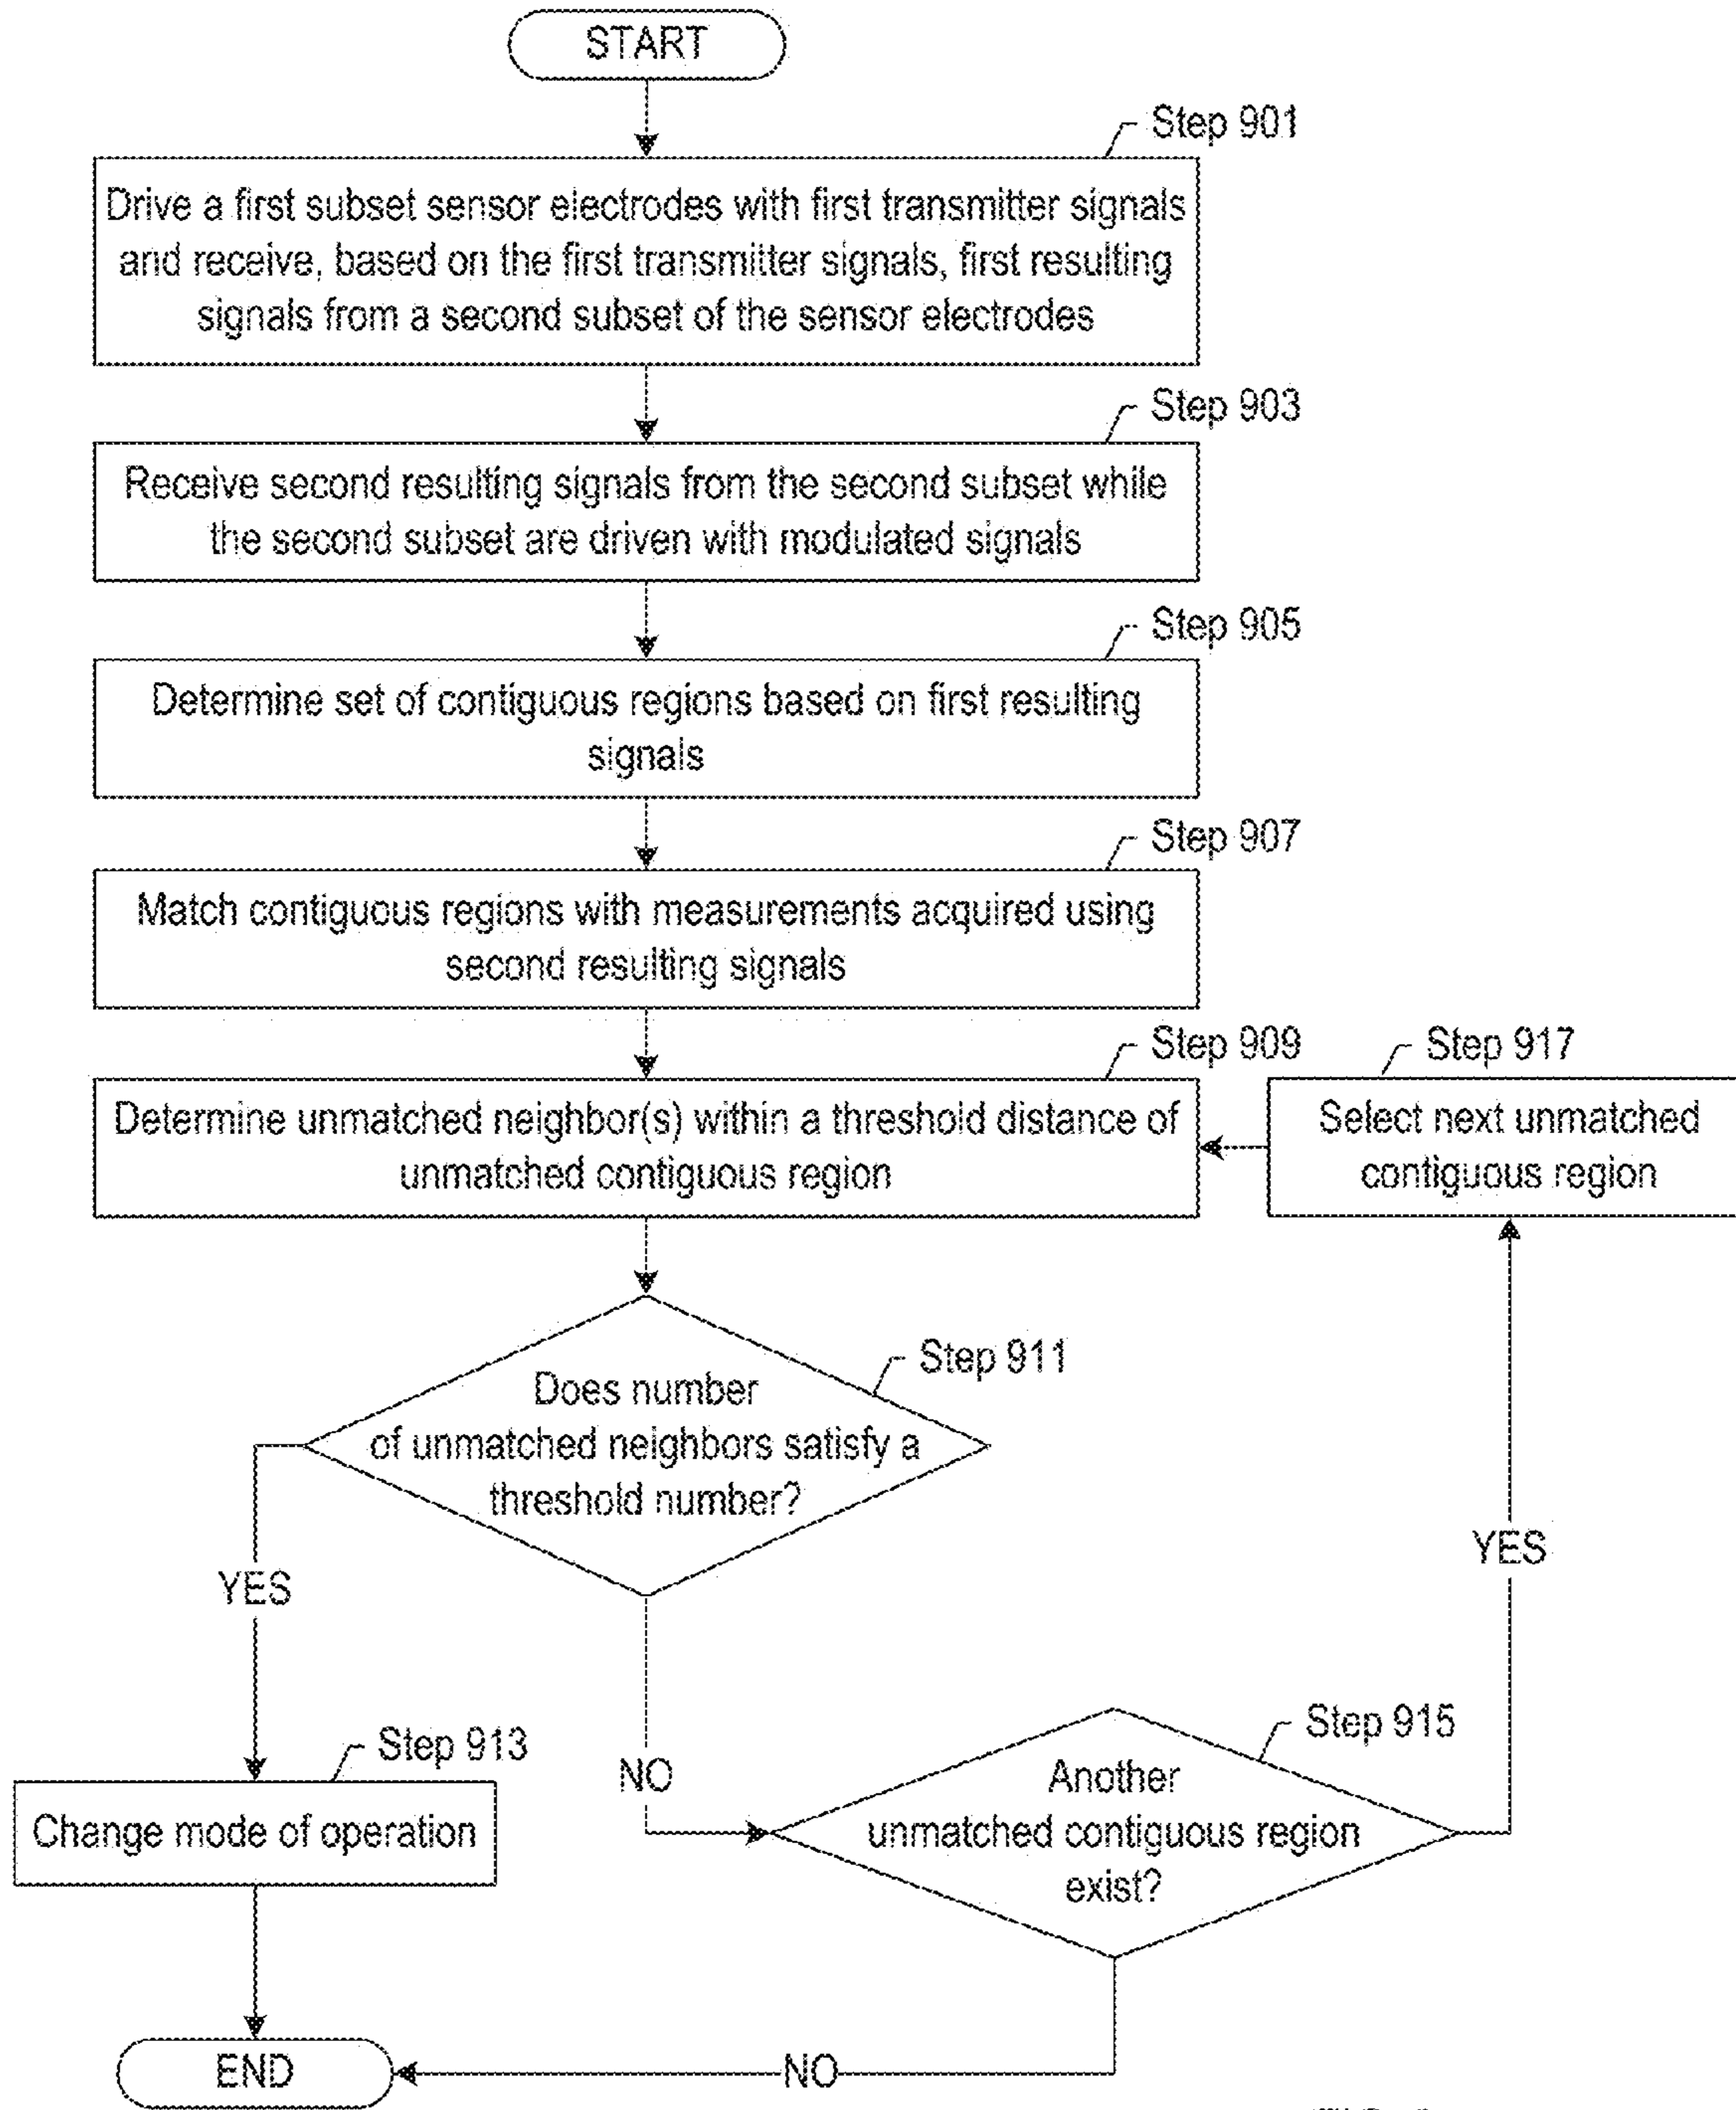 START
Step 901
Drive a first subset sensor electrodes with first transmitter signals
and receive, based on the first transmitter signals, first resulting
signals from a second subset of the sensor electrodes
Step 903
Receive second resulting signals from the second subset while
the second subset are driven with modulated signals
Step 905
Determine set of contiguous regions based on first resulting
signals
Step 907
Match contiguous regions with measurements acquired using
second resulting signals
Step 909
Determine unmatched neighbor(s) within a threshold distance of
unmatched contiguous region
Step 917
Select next unmatched
contiguous region
Step 911
Does number
of unmatched neighbors satisfy a
threshold number?
YES
YES
Step 913
Change mode of operation
NO
Step 915
Another
unmatched contiguous region
exist?
END
NO